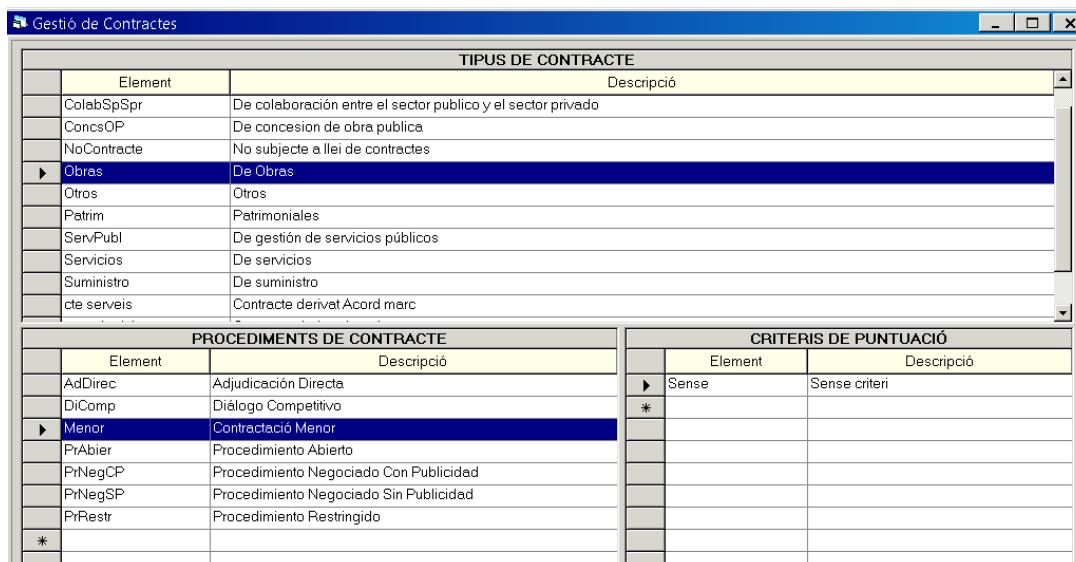 Gestió de Contractes
TIPUS DE CONTRACTE
Element Descripció
ColabSpSpr De colaboración entre el sector publico y el sector privado
ConcsOP De concesion de obra publica
NoContracte No subjecte a llei de contractes
Obras De Obras
Otros Otros
Patrim Patrimoniales
ServPubl De gestión de servicios públicos
Servicios De servicios
Suministro De suministro
cte serveis Contracte derivat Acord marc
PROCEDIMENTS DE CONTRACTE
Element Descripció
AdDirec Adjudicación Directa
DiComp Diálogo Competitivo
Menor Contractació Menor
PrAbier Procedimiento Abierto
PrNegCP Procedimiento Negociado Con Publicidad
PrNegSP Procedimiento Negociado Sin Publicidad
PrRestr Procedimiento Restringido
CRITERIS DE PUNTUACIÓ
Element Descripció
Sense Sense criteri